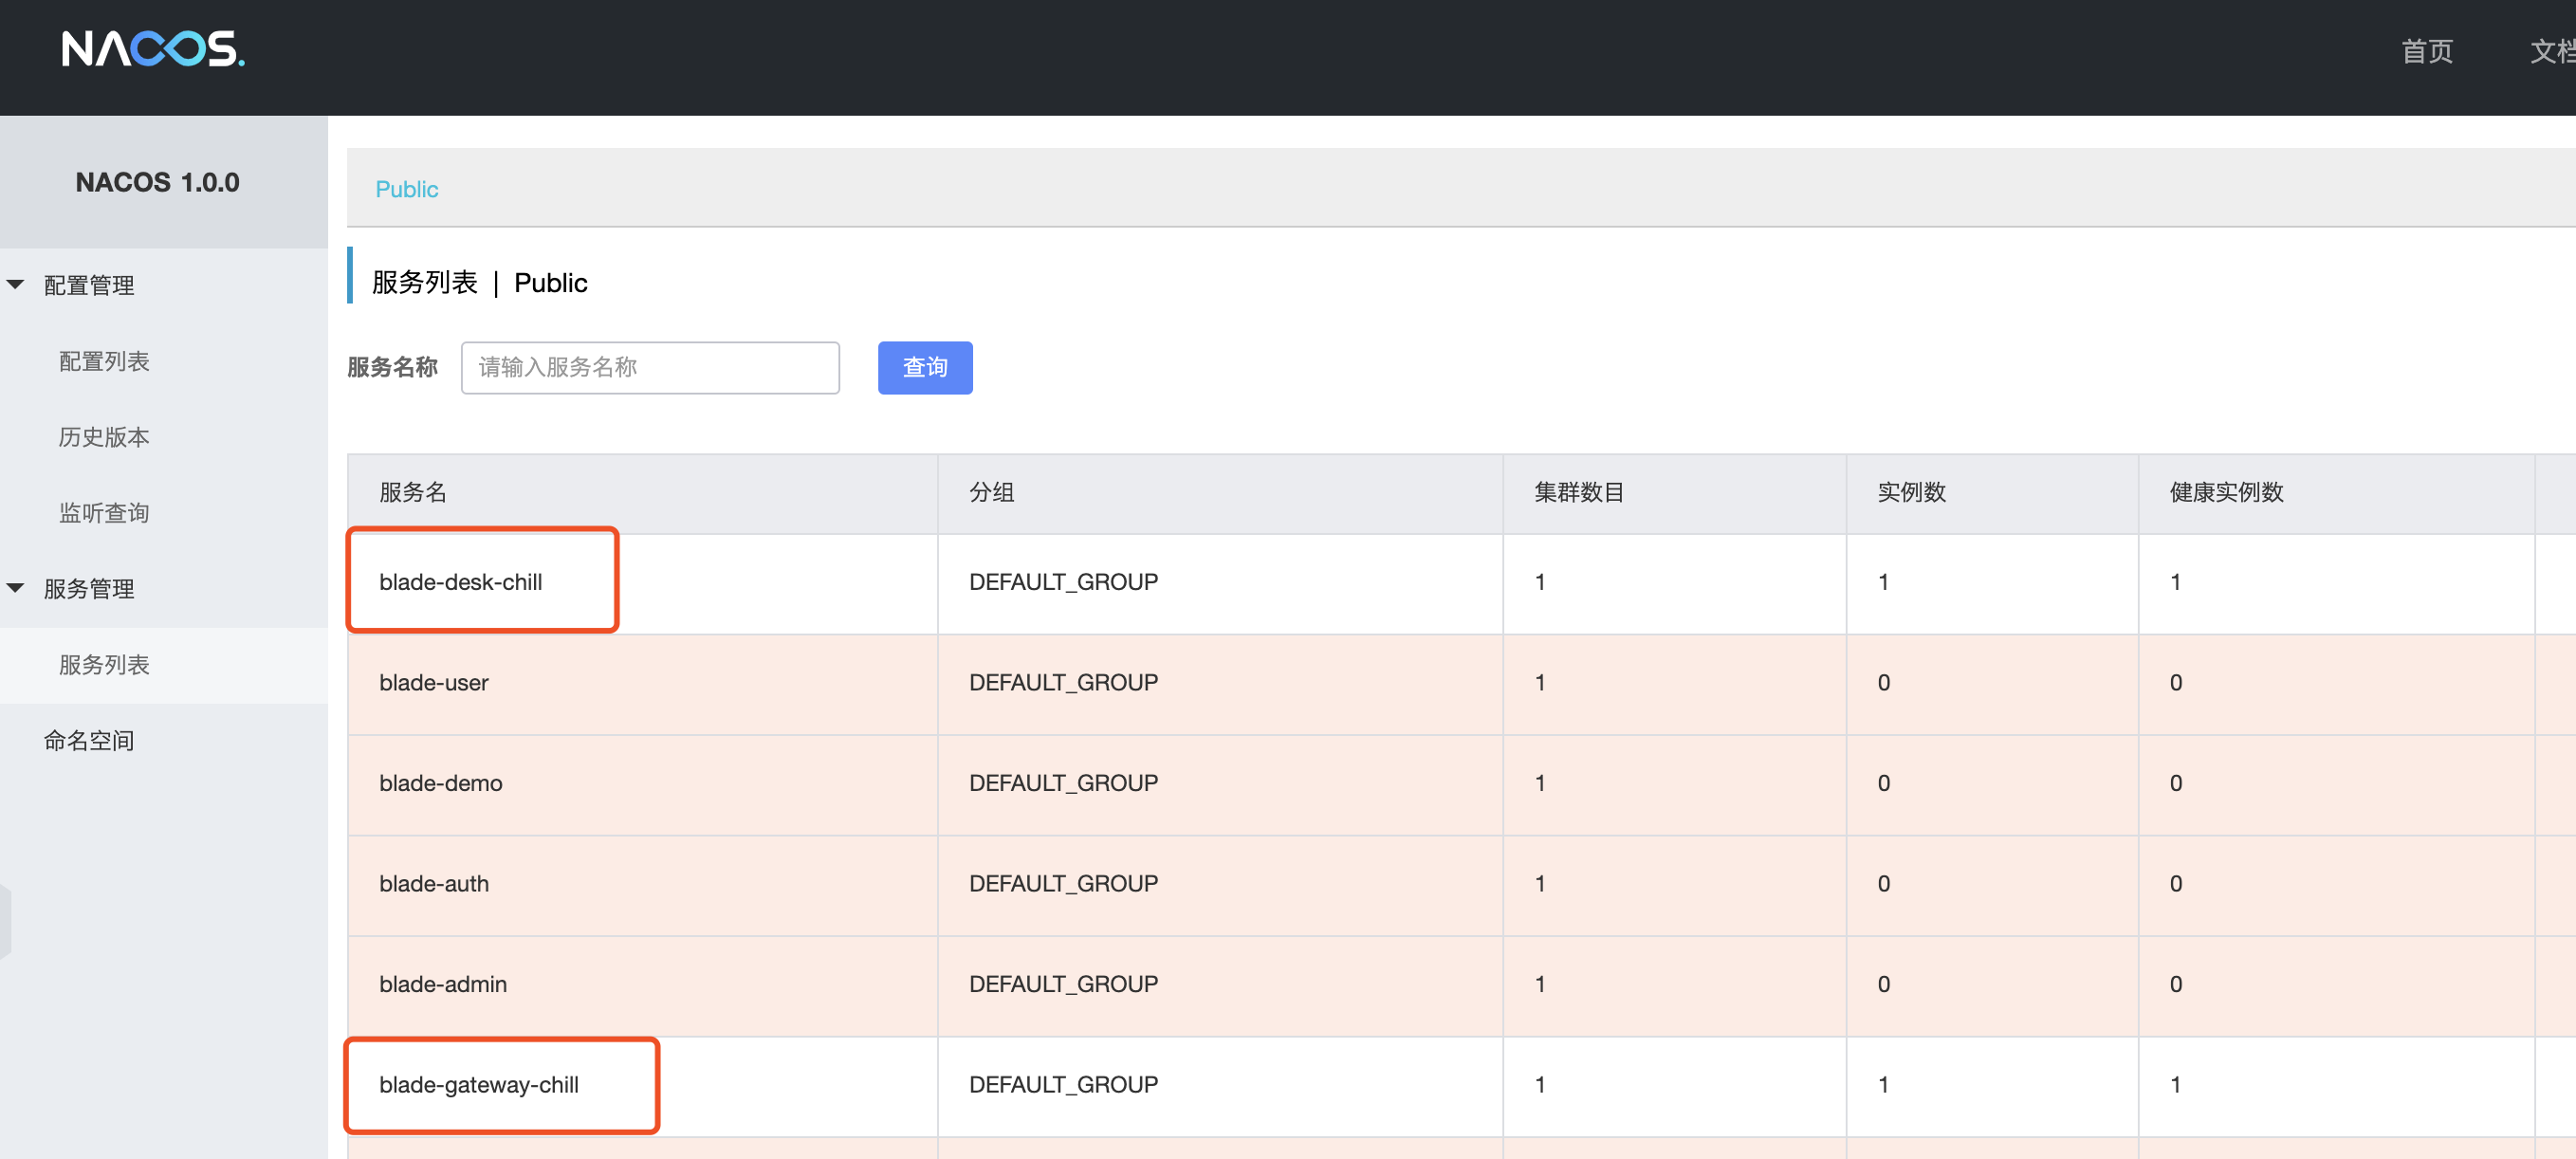 NACOS.
首页
文档
NACOS 1.0.0
配置管理
配置列表
历史版本
监听查询
服务管理
服务列表
命名空间
Public
服务列表 | Public
服务名称 请输入服务名称 查询
服务名 分组 集群数目 实例数 健康实例数
blade-desk-chill DEFAULT_GROUP 1 1 1
blade-user DEFAULT_GROUP 1 0 0
blade-demo DEFAULT_GROUP 1 0 0
blade-auth DEFAULT_GROUP 1 0 0
blade-admin DEFAULT_GROUP 1 0 0
blade-gateway-chill DEFAULT_GROUP 1 1 1